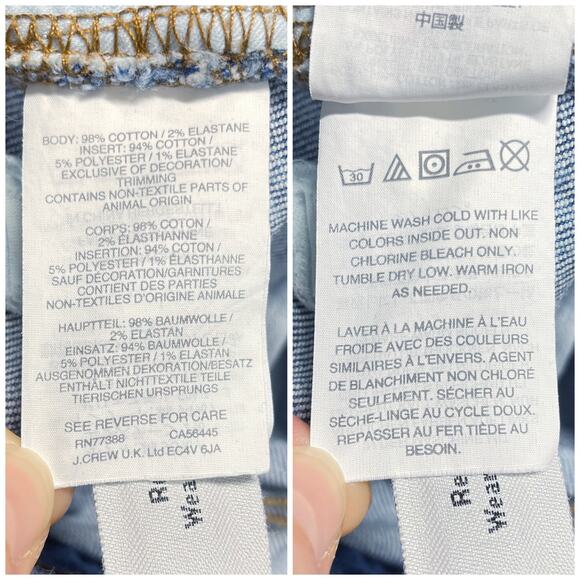 BODY: 98% COTTON / 2% ELASTANE
INSERT: 94% COTTON /
5% POLYESTER / 1% ELASTANE
EXCLUSIVE OF DECORATION/
TRIMMING
CONTAINS NON-TEXTILE PARTS OF
ANIMAL ORIGIN
CORPS: 98% COTON /
2% ÉLASTHANNE
INSERTION: 94% COTON /
5% POLYESTER / 1% ÉLASTHANNE
SAUF DÉCORATION/GARNITURES
CONTIENT DES PARTIES
NON-TEXTILES D'ORIGINE ANIMALE
HAUPTTEIL: 98% BAUMWOLLE /
2% ELASTAN
EINSATZ: 94% BAUMWOLLE /
5% POLYESTER / 1% ELASTAN
AUSGENOMMEN DEKORATION/BESATZ
ENTHÄLT NICHTTEXTILE TEILE
TIERISCHEN URSPRUNGS
SEE REVERSE FOR CARE
RN77388 CA56445
J.CREW U.K. Ltd EC4V 6JA
Re
Wear
中国製
30
MACHINE WASH COLD WITH LIKE
COLORS INSIDE OUT. NON
CHLORINE BLEACH ONLY.
TUMBLE DRY LOW. WARM IRON
AS NEEDED.
LAVER À LA MACHINE À L'EAU
FROIDE AVEC DES COULEURS
SIMILAIRES À L'ENVERS. AGENT
DE BLANCHIMENT NON CHLORÉ
SEULEMENT. SÉCHER AU
SÈCHE-LINGE AU CYCLE DOUX.
REPASSER AU FER TIÈDE AU
BESOIN.
Re
Wear